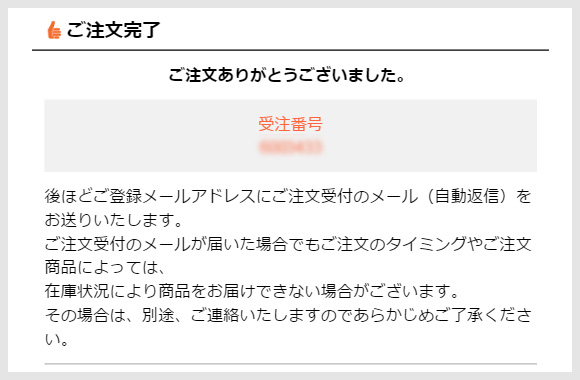 ご注文完了
ご注文ありがとうございました。
受注番号
後ほどご登録メールアドレスにご注文受付のメール（自動返信）を
お送りいたします。
ご注文受付のメールが届いた場合でもご注文のタイミングやご注文
商品によっては、
在庫状況により商品をお届けできない場合がございます。
その場合は、別途、ご連絡いたしますのであらかじめご了承くださ
い。